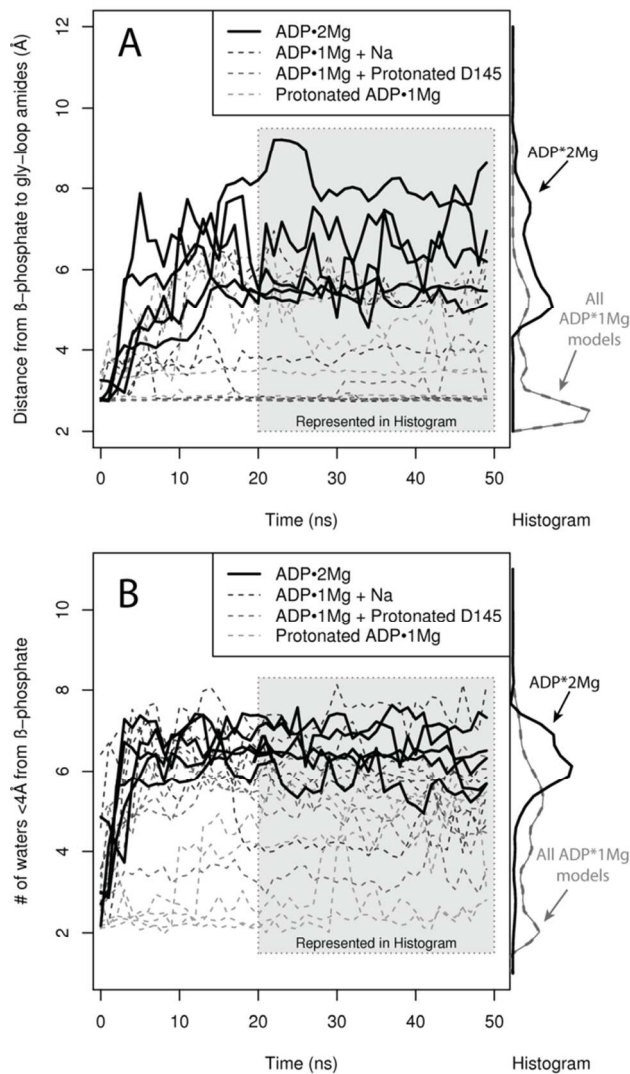 A
ADP•2Mg
ADP•1Mg + Na
ADP•1Mg + Protonated D145
Protonated ADP•1Mg
Distance from ß−phosphate to gly−loop amides (Å)
12
10
8
6
4
2
ADP*2Mg
All
ADP*1Mg
models
Represented in Histogram
0 10 20 30 40 50
Time (ns) Histogram
B
ADP•2Mg
ADP•1Mg + Na
ADP•1Mg + Protonated D145
Protonated ADP•1Mg
# of waters <4Å from ß−phosphate
10
8
6
4
2
ADP*2Mg
All ADP*1Mg
models
Represented in Histogram
0 10 20 30 40 50
Time (ns) Histogram